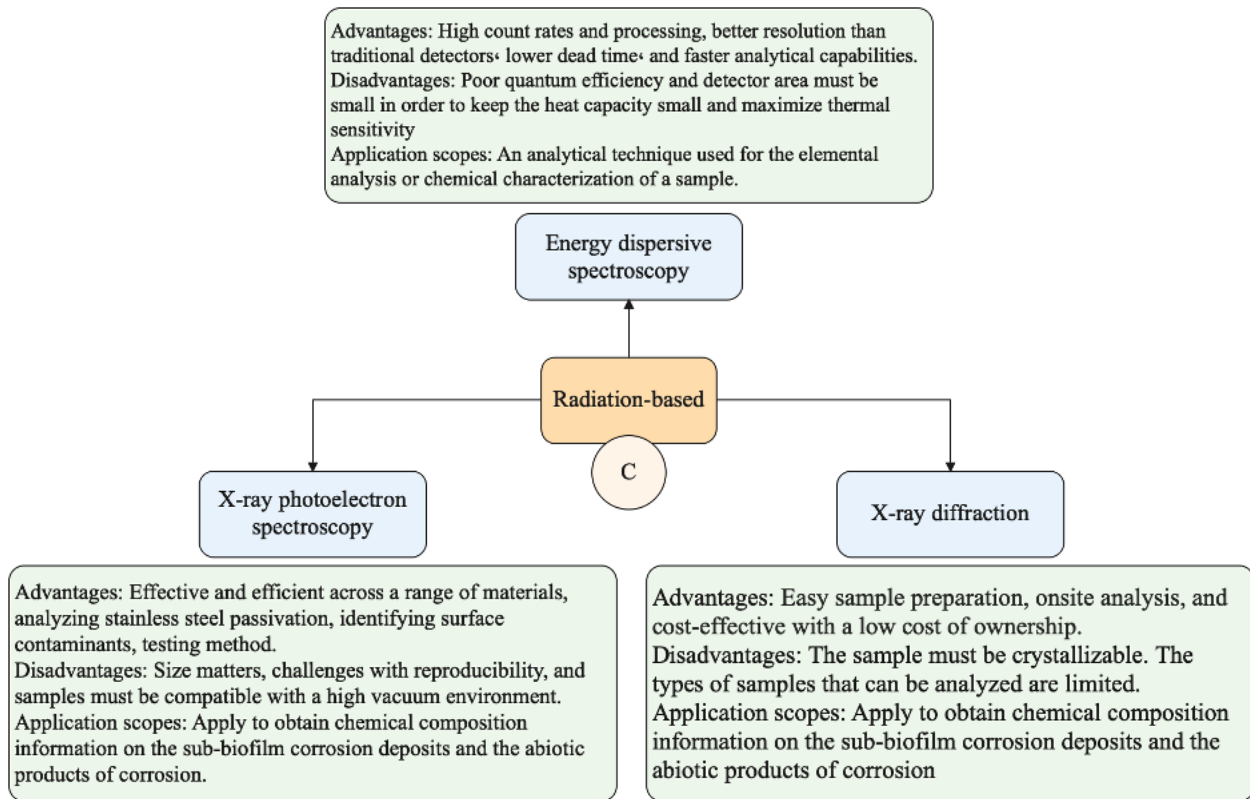 Advantages: High count rates and processing, better resolution than
traditional detectors، lower dead time، and faster analytical capabilities.
Disadvantages: Poor quantum efficiency and detector area must be
small in order to keep the heat capacity small and maximize thermal
sensitivity
Application scopes: An analytical technique used for the elemental
analysis or chemical characterization of a sample.
Energy dispersive
spectroscopy
Radiation-based
C
X-ray photoelectron
spectroscopy
X-ray diffraction
Advantages: Effective and efficient across a range of materials,
analyzing stainless steel passivation, identifying surface
contaminants, testing method.
Disadvantages: Size matters, challenges with reproducibility, and
samples must be compatible with a high vacuum environment.
Application scopes: Apply to obtain chemical composition
information on the sub-biofilm corrosion deposits and the abiotic
products of corrosion.
Advantages: Easy sample preparation, onsite analysis, and
cost-effective with a low cost of ownership.
Disadvantages: The sample must be crystallizable. The
types of samples that can be analyzed are limited.
Application scopes: Apply to obtain chemical composition
information on the sub-biofilm corrosion deposits and the
abiotic products of corrosion